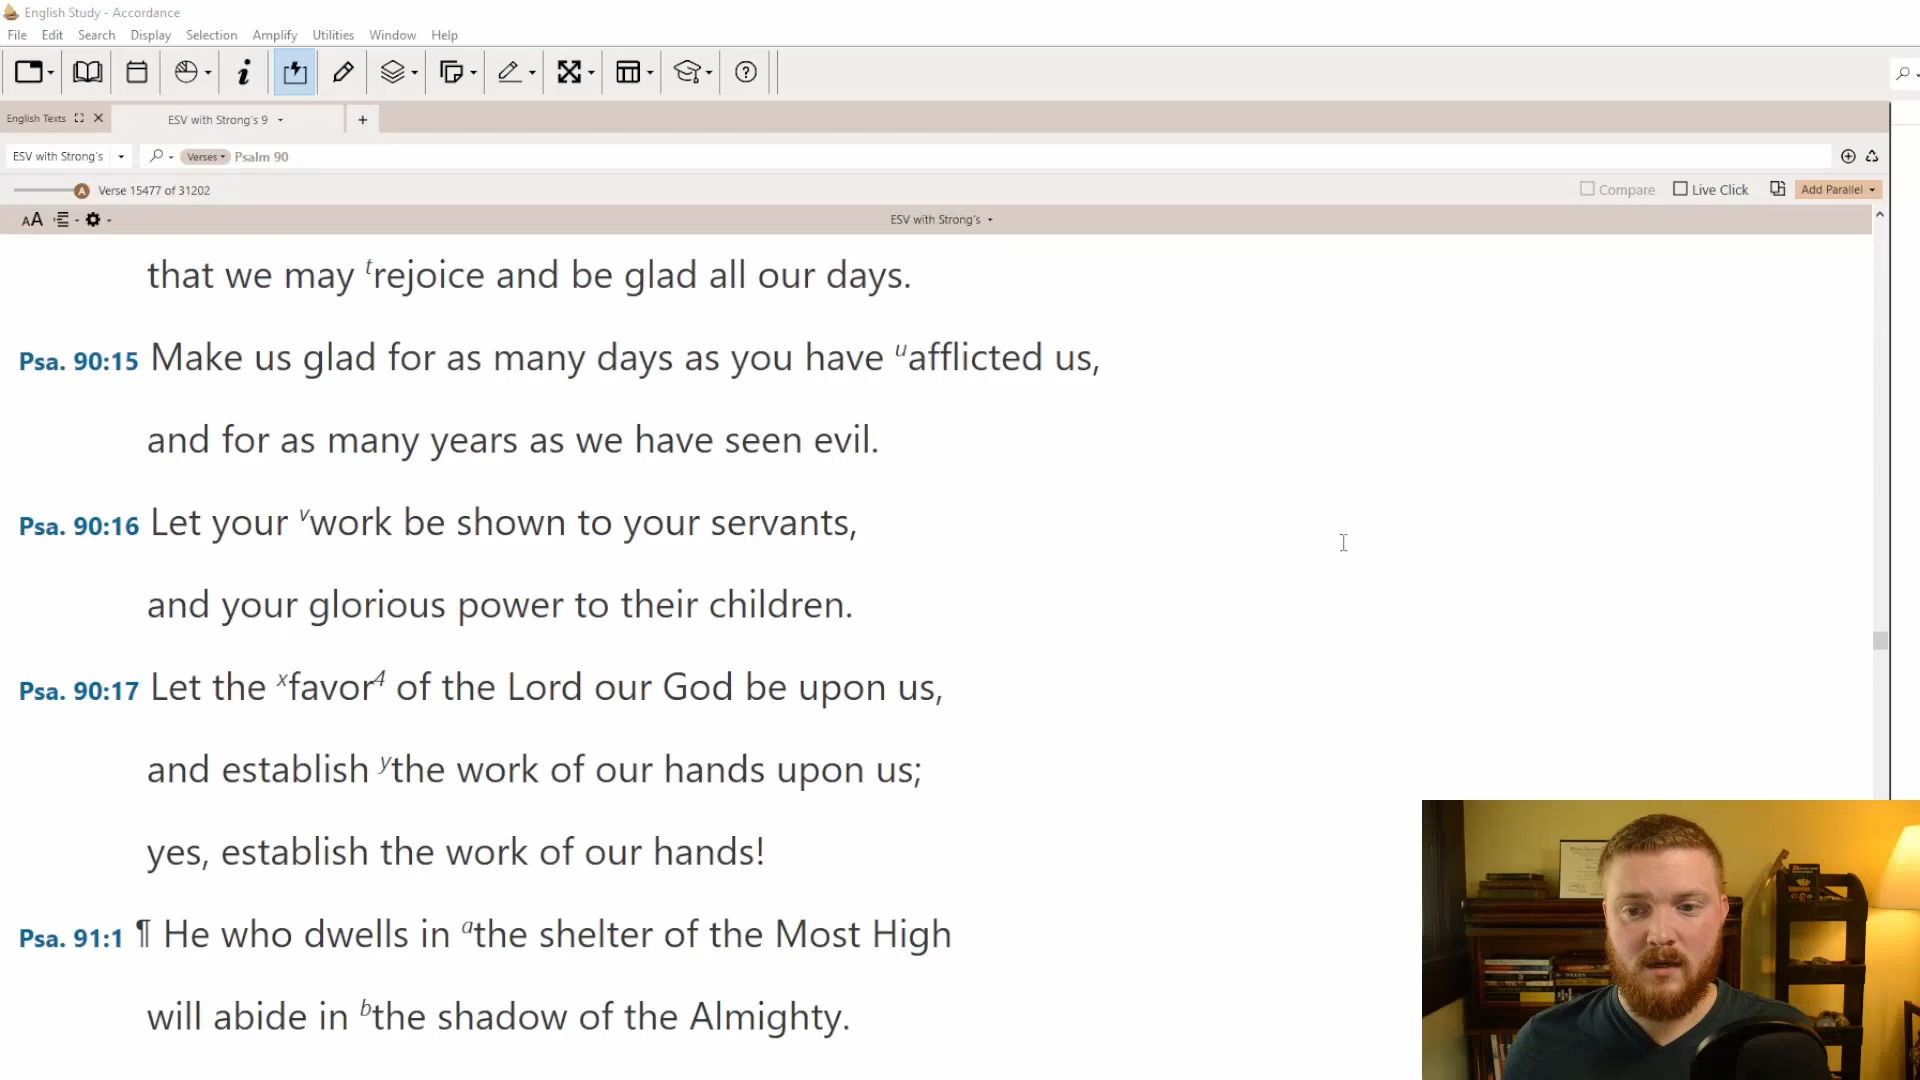 English Study - Accordance
File Edit Search Display Selection Amplify Utilities Window Help
English Texts
ESV with Strong's 9
ESV with Strong's Verses Psalm 90
A Verse 15477 of 31202 Compare Live Click Add Parallel
AA ESV with Strong's
that we may ᵗrejoice and be glad all our days.
Psa. 90:15 Make us glad for as many days as you have ᵘafflicted us,
and for as many years as we have seen evil.
Psa. 90:16 Let your ᵛwork be shown to your servants,
and your glorious power to their children.
Psa. 90:17 Let the ˣfavor⁴ of the Lord our God be upon us,
and establish ʸthe work of our hands upon us;
yes, establish the work of our hands!
Psa. 91:1 ¶ He who dwells in ᵃthe shelter of the Most High
will abide in ᵇthe shadow of the Almighty.